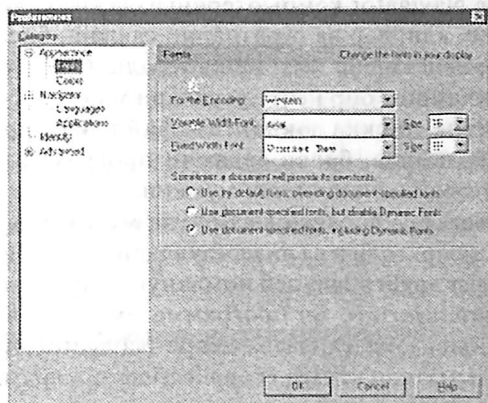 Preferences
Category:
Appearance
Fonts
Colors
Navigator
Languages
Applications
Identity
Advanced
Fonts Change the fonts in your display
For the Encoding: Western
Variable Width Font: Arial Size:
Fixed Width Font: Size:
Sometimes a document will provide its own fonts.
Use my default fonts, overriding document-specified fonts
Use document-specified fonts, but disable Dynamic Fonts
Use document-specified fonts, including Dynamic Fonts
OK Cancel Help